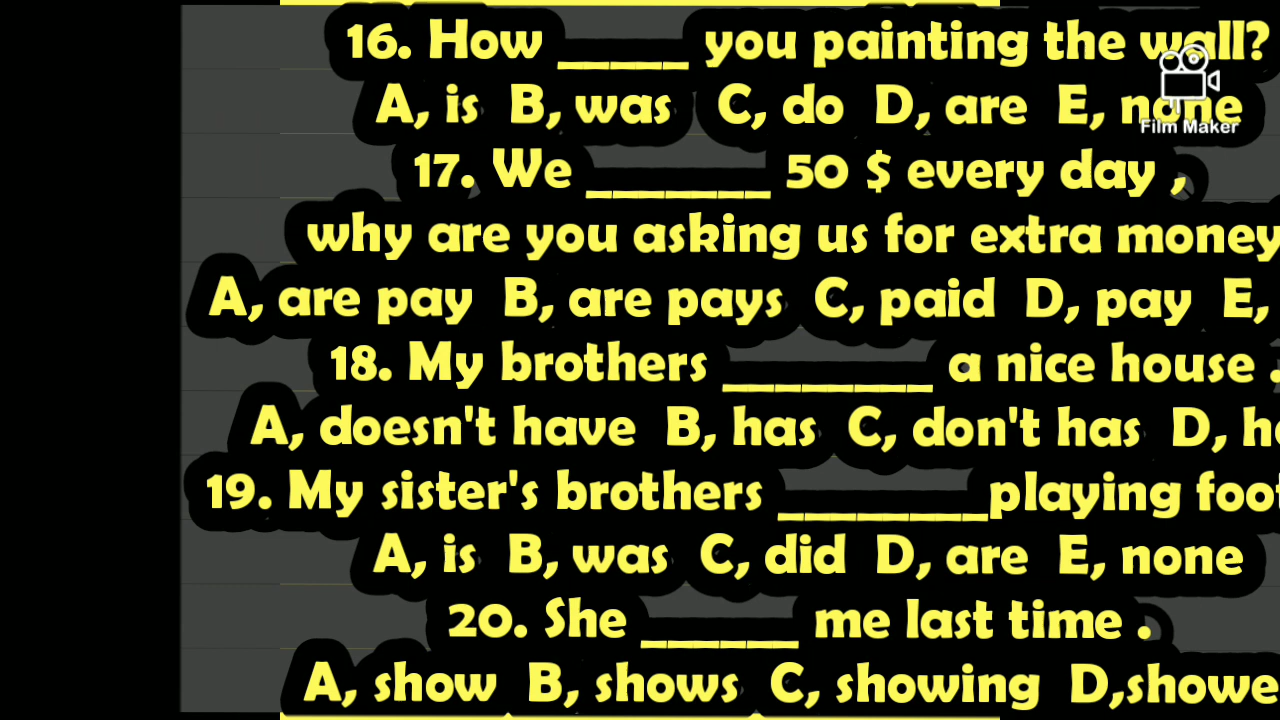 16. How _____ you painting the wall?
A, is B, was C, do D, are E, none
Film Maker
17. We _______ 50 $ every day ,
why are you asking us for extra money
A, are pay B, are pays C, paid D, pay E,
18. My brothers ________ a nice house .
A, doesn't have B, has C, don't has D,
19. My sister's brothers ________playing
A, is B, was C, did D, are E, none
20. She ______ me last time .
A, show B, shows C, showing D,showe